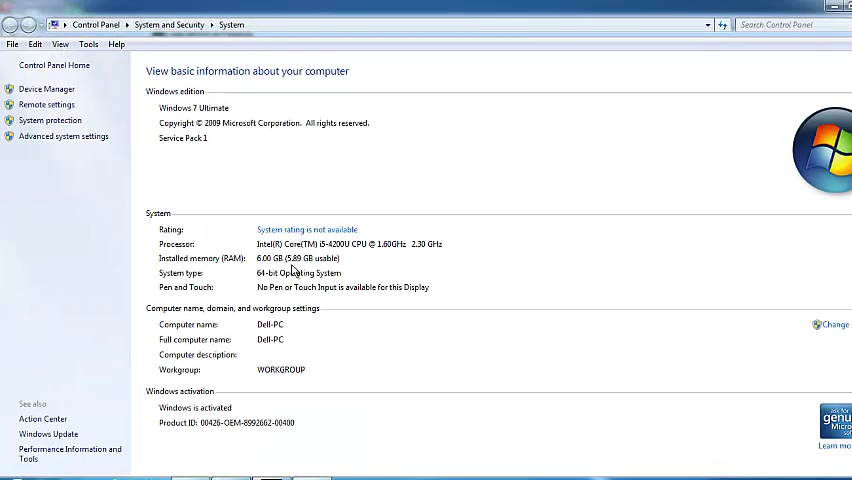 Control Panel ▸ System and Security ▸ System
Search Control Panel
File Edit View Tools Help
Control Panel Home
Device Manager
Remote settings
System protection
Advanced system settings
View basic information about your computer
Windows edition
Windows 7 Ultimate
Copyright © 2009 Microsoft Corporation. All rights reserved.
Service Pack 1
System
Rating: System rating is not available
Processor: Intel(R) Core(TM) i5-4200U CPU @ 1.60GHz 2.30 GHz
Installed memory (RAM): 6.00 GB (5.89 GB usable)
System type: 64-bit Operating System
Pen and Touch: No Pen or Touch Input is available for this Display
Computer name, domain, and workgroup settings
Computer name: Dell-PC
Change
Full computer name: Dell-PC
Computer description:
Workgroup: WORKGROUP
Windows activation
Windows is activated
Product ID: 00426-OEM-8992662-00400
ask for
genu
Micro
Learn mo
See also
Action Center
Windows Update
Performance Information and
Tools